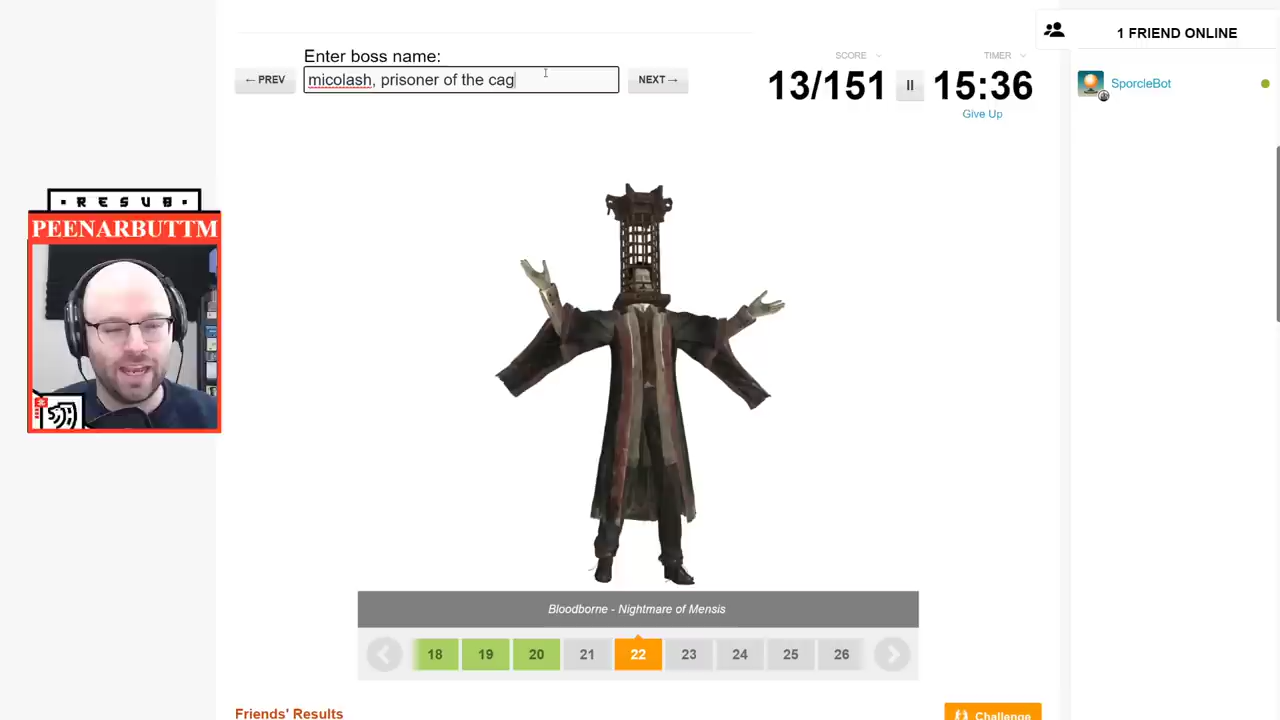 Enter boss name:
← PREV
micolash, prisoner of the cag
NEXT →
SCORE
13/151
TIMER
15:36
Give Up
1 FRIEND ONLINE
SporcleBot
• R E S U B •
PEENARBUTTM
Bloodborne - Nightmare of Mensis
18 19 20 21 22 23 24 25 26
Friends' Results
Challenge